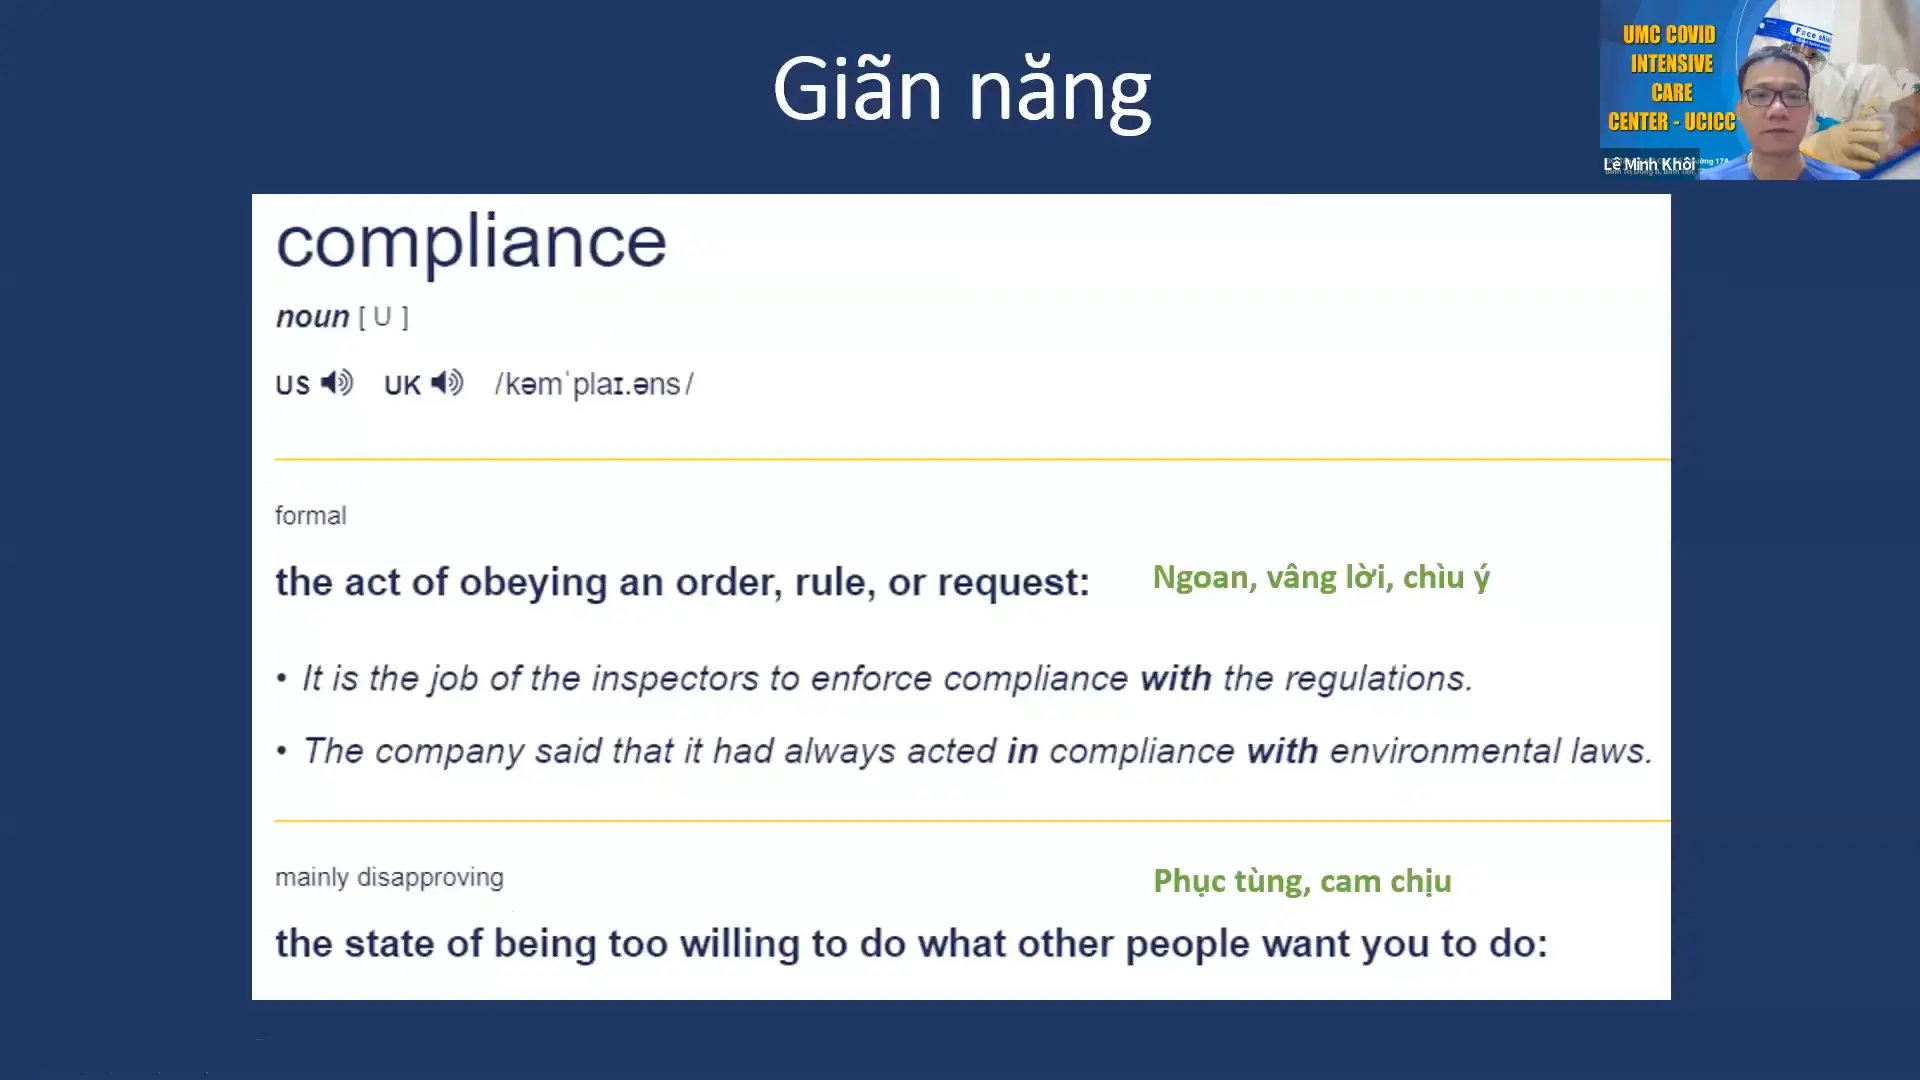 Giãn năng
UMC COVID
INTENSIVE
CARE
CENTER - UCICC
Face shield
Lê Minh Khôi
compliance
noun [ U ]
US UK /kəmˈplaɪ.əns/
formal
the act of obeying an order, rule, or request: Ngoan, vâng lời, chìu ý
• It is the job of the inspectors to enforce compliance with the regulations.
• The company said that it had always acted in compliance with environmental laws.
mainly disapproving
Phục tùng, cam chịu
the state of being too willing to do what other people want you to do: